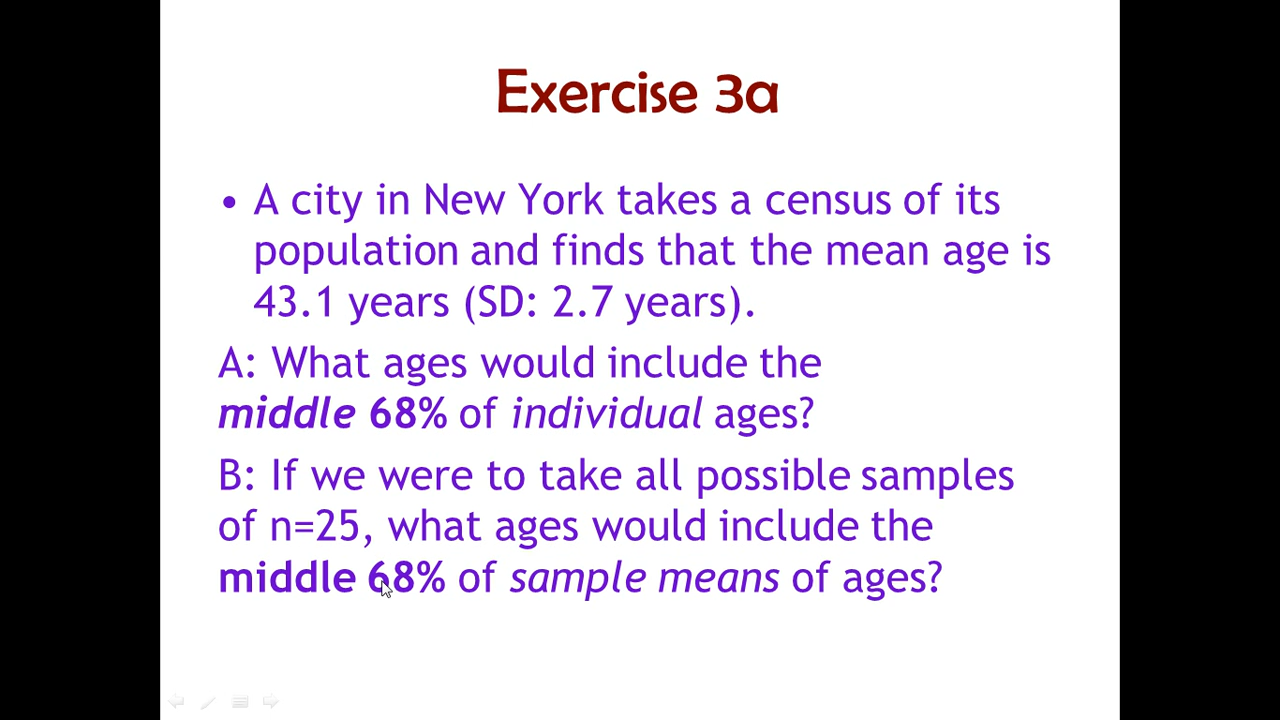 Exercise 3a
• A city in New York takes a census of its
population and finds that the mean age is
43.1 years (SD: 2.7 years).
A: What ages would include the
middle 68% of individual ages?
B: If we were to take all possible samples
of n=25, what ages would include the
middle 68% of sample means of ages?